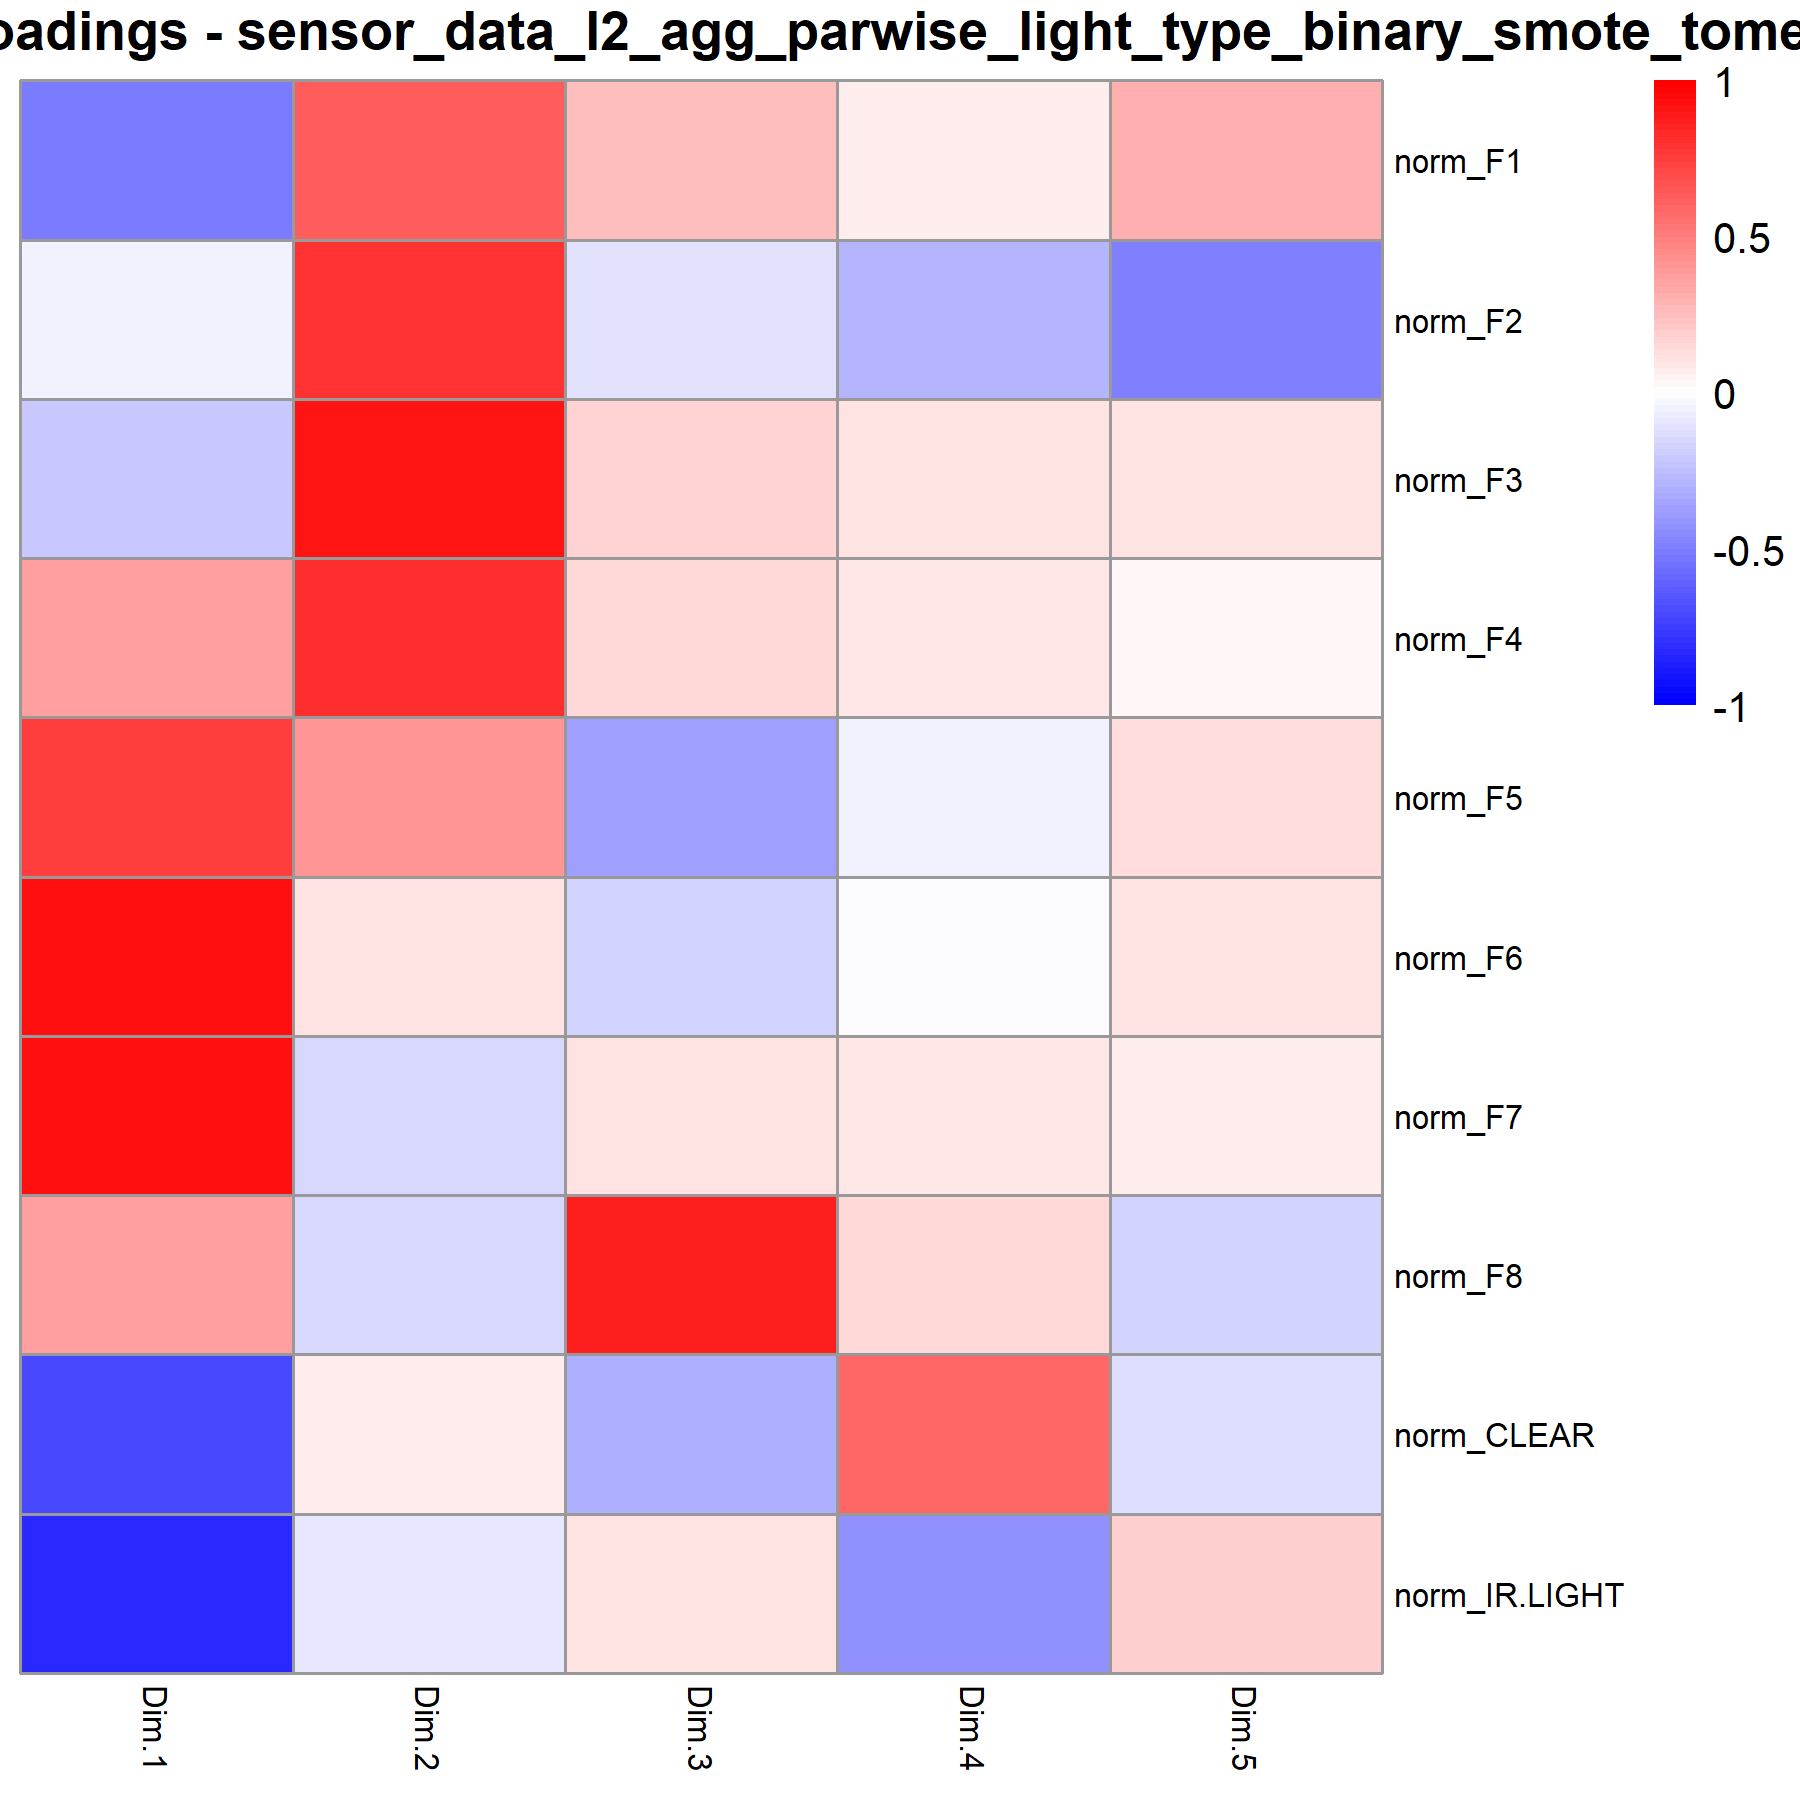 oadings - sensor_data_l2_agg_parwise_light_type_binary_smote_tome
1
0.5
0
-0.5
-1
norm_F1
norm_F2
norm_F3
norm_F4
norm_F5
norm_F6
norm_F7
norm_F8
norm_CLEAR
norm_IR.LIGHT
Dim.1
Dim.2
Dim.3
Dim.4
Dim.5